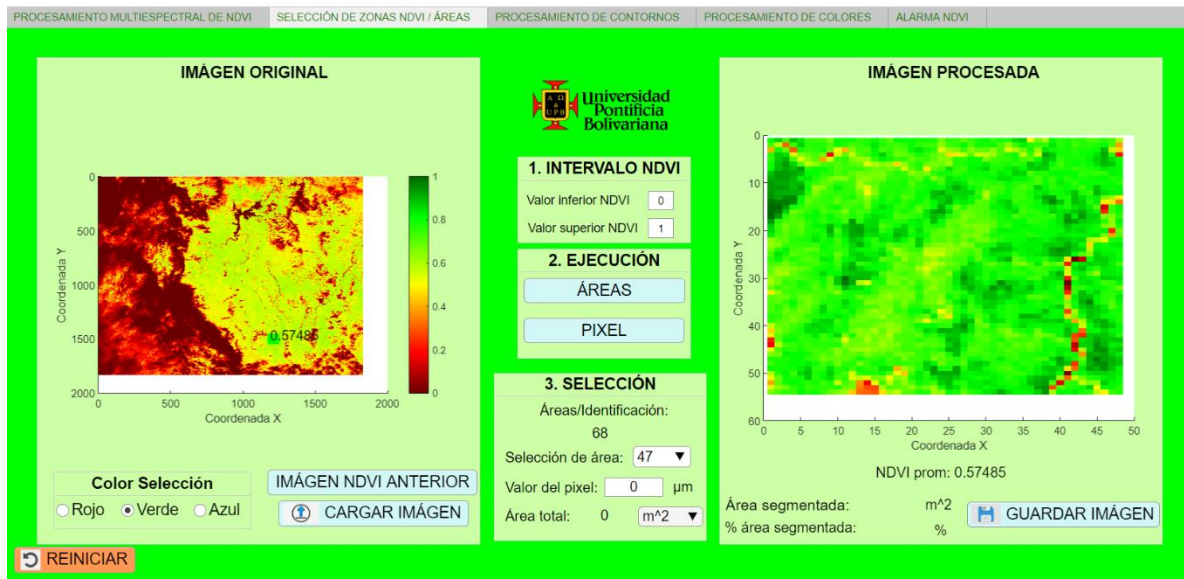 PROCESAMIENTO MULTIESPECTRAL DE NDVI
SELECCIÓN DE ZONAS NDVI / ÁREAS
PROCESAMIENTO DE CONTORNOS
PROCESAMIENTO DE COLORES
ALARMA NDVI
IMÁGEN ORIGINAL
0
500
1000
1500
2000
Coordenada Y
0.57485
0 500 1000 1500 2000
Coordenada X
1
0.8
0.6
0.4
0.2
0
Color Selección
Rojo Verde Azul
IMÁGEN NDVI ANTERIOR
CARGAR IMÁGEN
REINICIAR
A Ω
&
UPB
Universidad
Pontificia
Bolivariana
1. INTERVALO NDVI
Valor inferior NDVI 0
Valor superior NDVI 1
2. EJECUCIÓN
ÁREAS
PIXEL
3. SELECCIÓN
Áreas/Identificación:
68
Selección de área: 47
Valor del pixel: 0 µm
Área total: 0 m^2
IMÁGEN PROCESADA
0
10
20
30
40
50
60
Coordenada Y
0 5 10 15 20 25 30 35 40 45 50
Coordenada X
NDVI prom: 0.57485
Área segmentada: m^2
% área segmentada: %
GUARDAR IMÁGEN